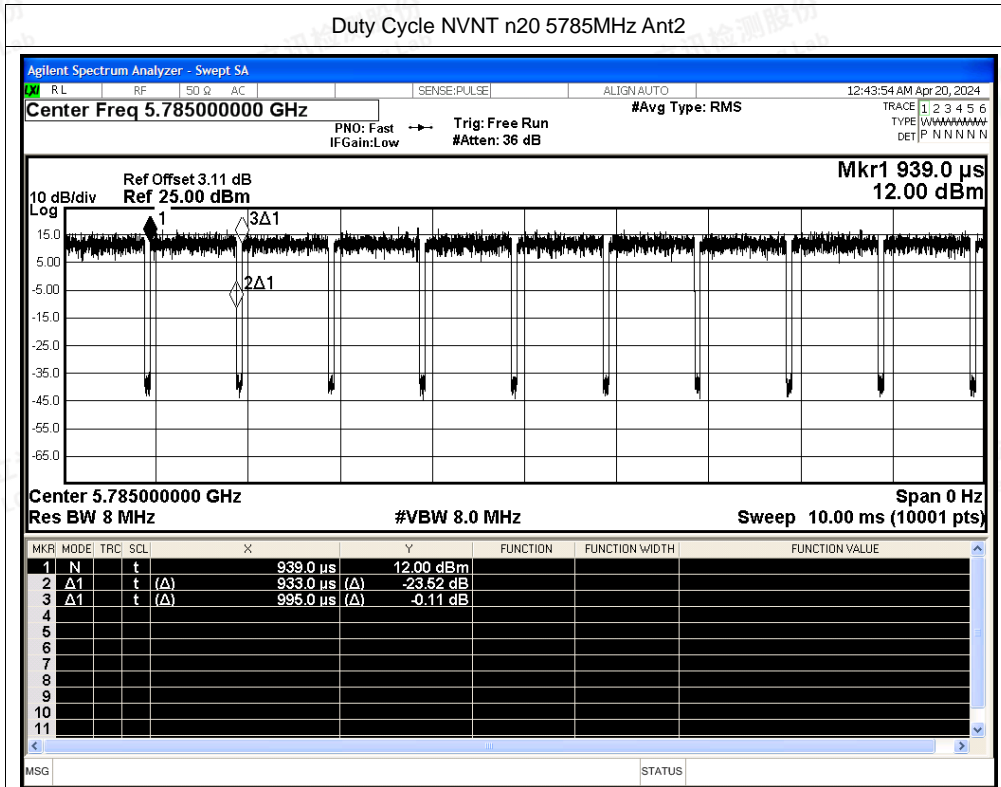 Duty Cycle NVNT n20 5785MHz Ant2
Agilent Spectrum Analyzer - Swept SA
LXI RL RF 50 Ω AC SENSE:PULSE ALIGN AUTO 12:43:54 AM Apr 20, 2024
Center Freq 5.785000000 GHz #Avg Type: RMS TRACE 1 2 3 4 5 6
PNO: Fast Trig: Free Run TYPE WWWWWW
IFGain:Low #Atten: 36 dB DET P N N N N N
Mkr1 939.0 µs
Ref Offset 3.11 dB
10 dB/div Ref 25.00 dBm 12.00 dBm
Log
1 3Δ1
15.0
5.00
-5.00 2Δ1
-15.0
-25.0
-35.0
-45.0
-55.0
-65.0
Center 5.785000000 GHz Span 0 Hz
Res BW 8 MHz #VBW 8.0 MHz Sweep 10.00 ms (10001 pts)
MKR MODE TRC SCL X Y FUNCTION FUNCTION WIDTH FUNCTION VALUE
1 N t 939.0 µs 12.00 dBm
2 Δ1 t (Δ) 933.0 µs (Δ) -23.52 dB
3 Δ1 t (Δ) 995.0 µs (Δ) -0.11 dB
4
5
6
7
8
9
10
11
MSG STATUS